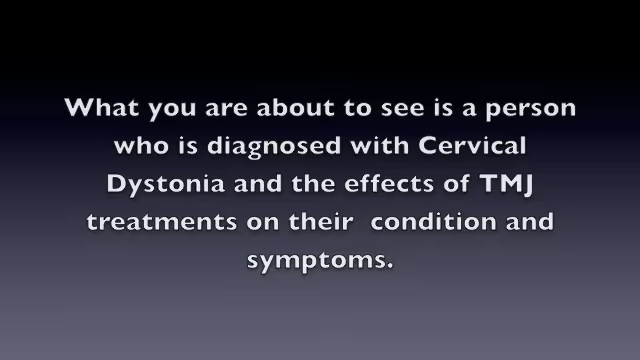 What you are about to see is a person
who is diagnosed with Cervical
Dystonia and the effects of TMJ
treatments on their condition and
symptoms.